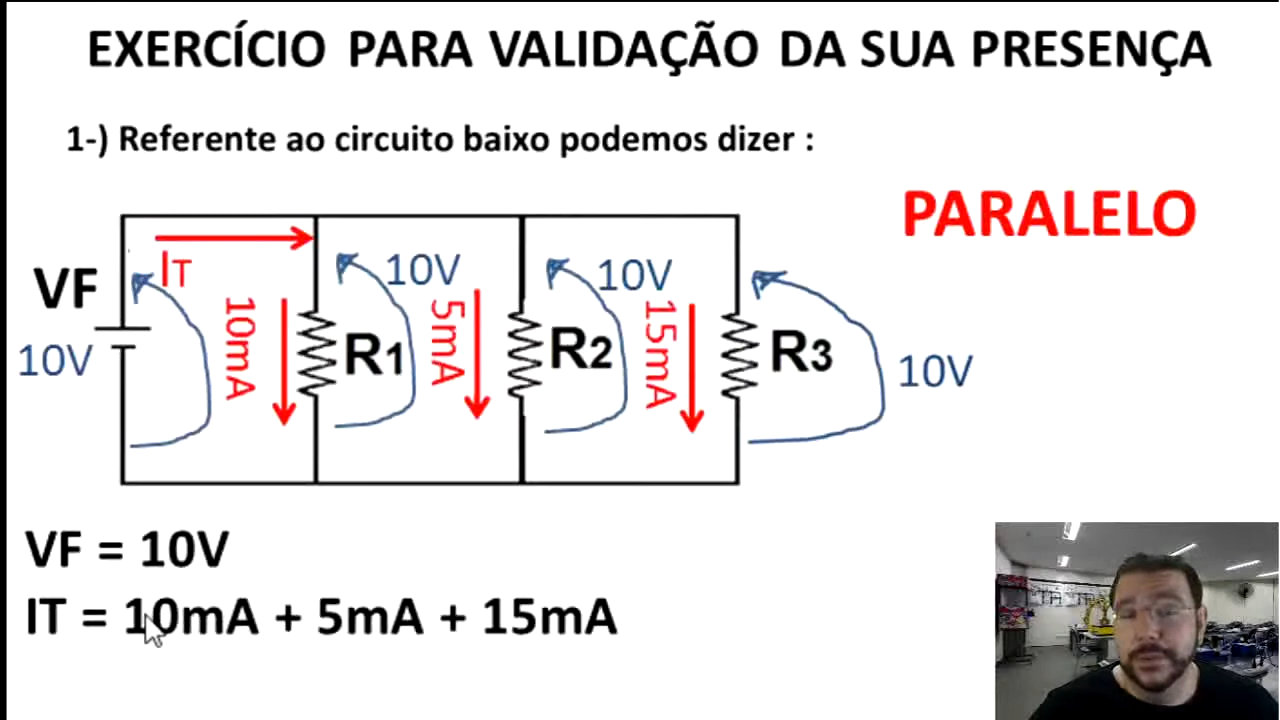 EXERCÍCIO PARA VALIDAÇÃO DA SUA PRESENÇA
1-) Referente ao circuito baixo podemos dizer :
PARALELO
VF
10V
IT
10mA
R1
10V
5mA
R2
10V
15mA
R3
10V
VF = 10V
IT = 10mA + 5mA + 15mA